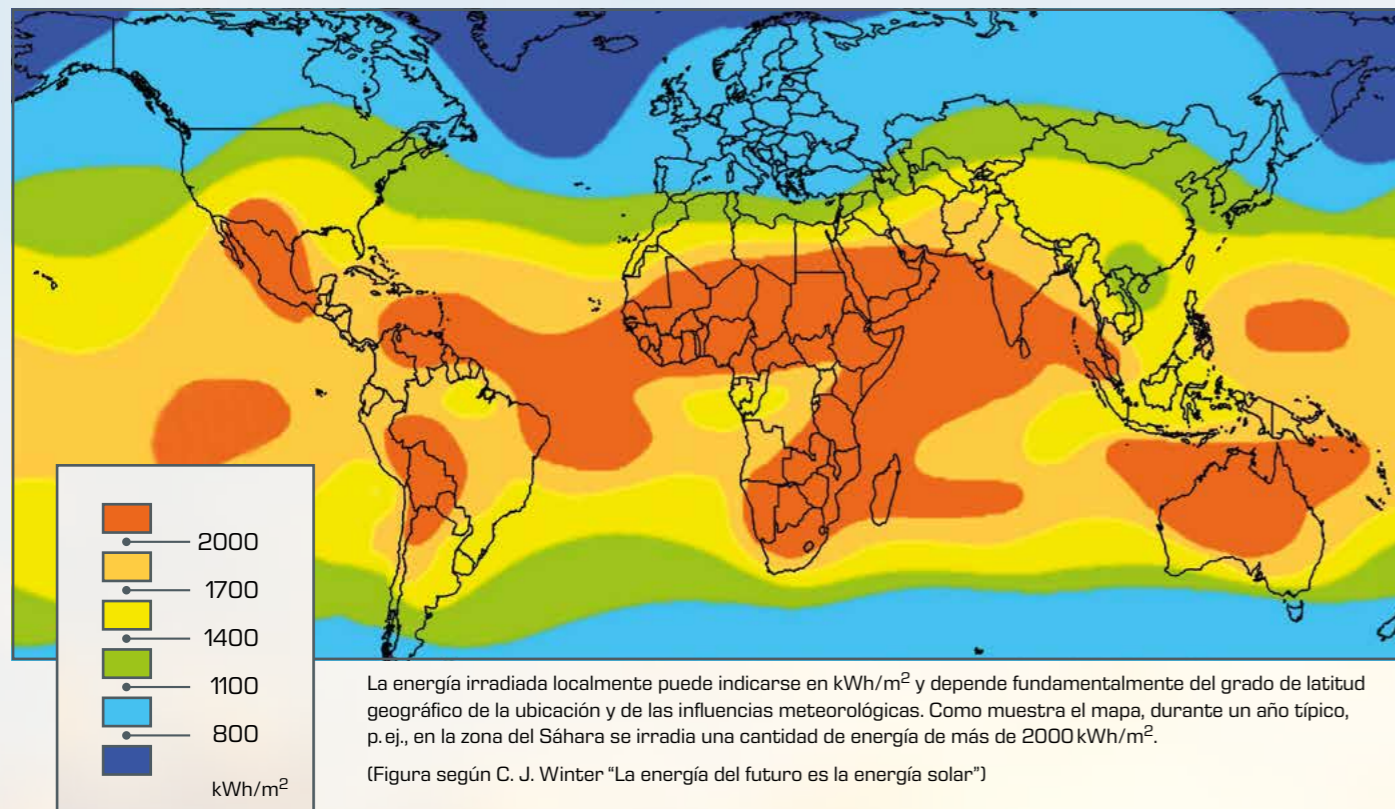 2000
1700
1400
1100
800
kWh/m²
La energía irradiada localmente puede indicarse en kWh/m² y depende fundamentalmente del grado de latitud
geográfico de la ubicación y de las influencias meteorológicas. Como muestra el mapa, durante un año típico,
p. ej., en la zona del Sáhara se irradia una cantidad de energía de más de 2000 kWh/m².
(Figura según C. J. Winter “La energía del futuro es la energía solar”)